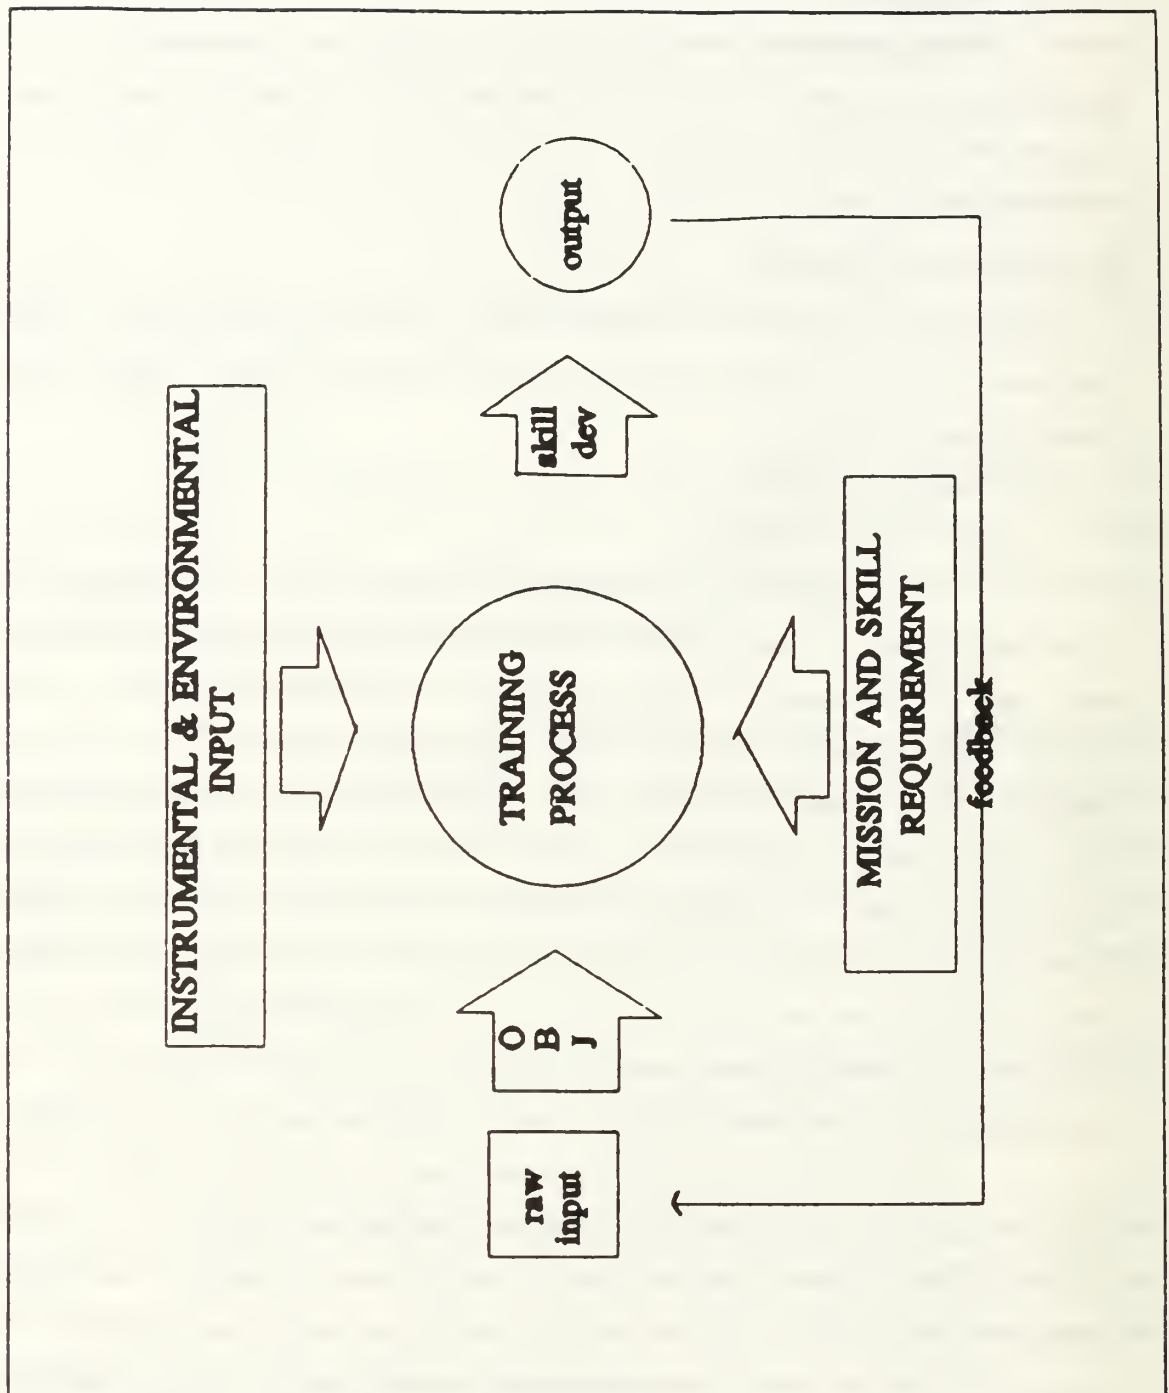 INSTRUMENTAL & ENVIRONMENTAL
INPUT
raw
input
O
B
J
TRAINING
PROCESS
skill
dev
output
MISSION AND SKILL
REQUIREMENT
feedback